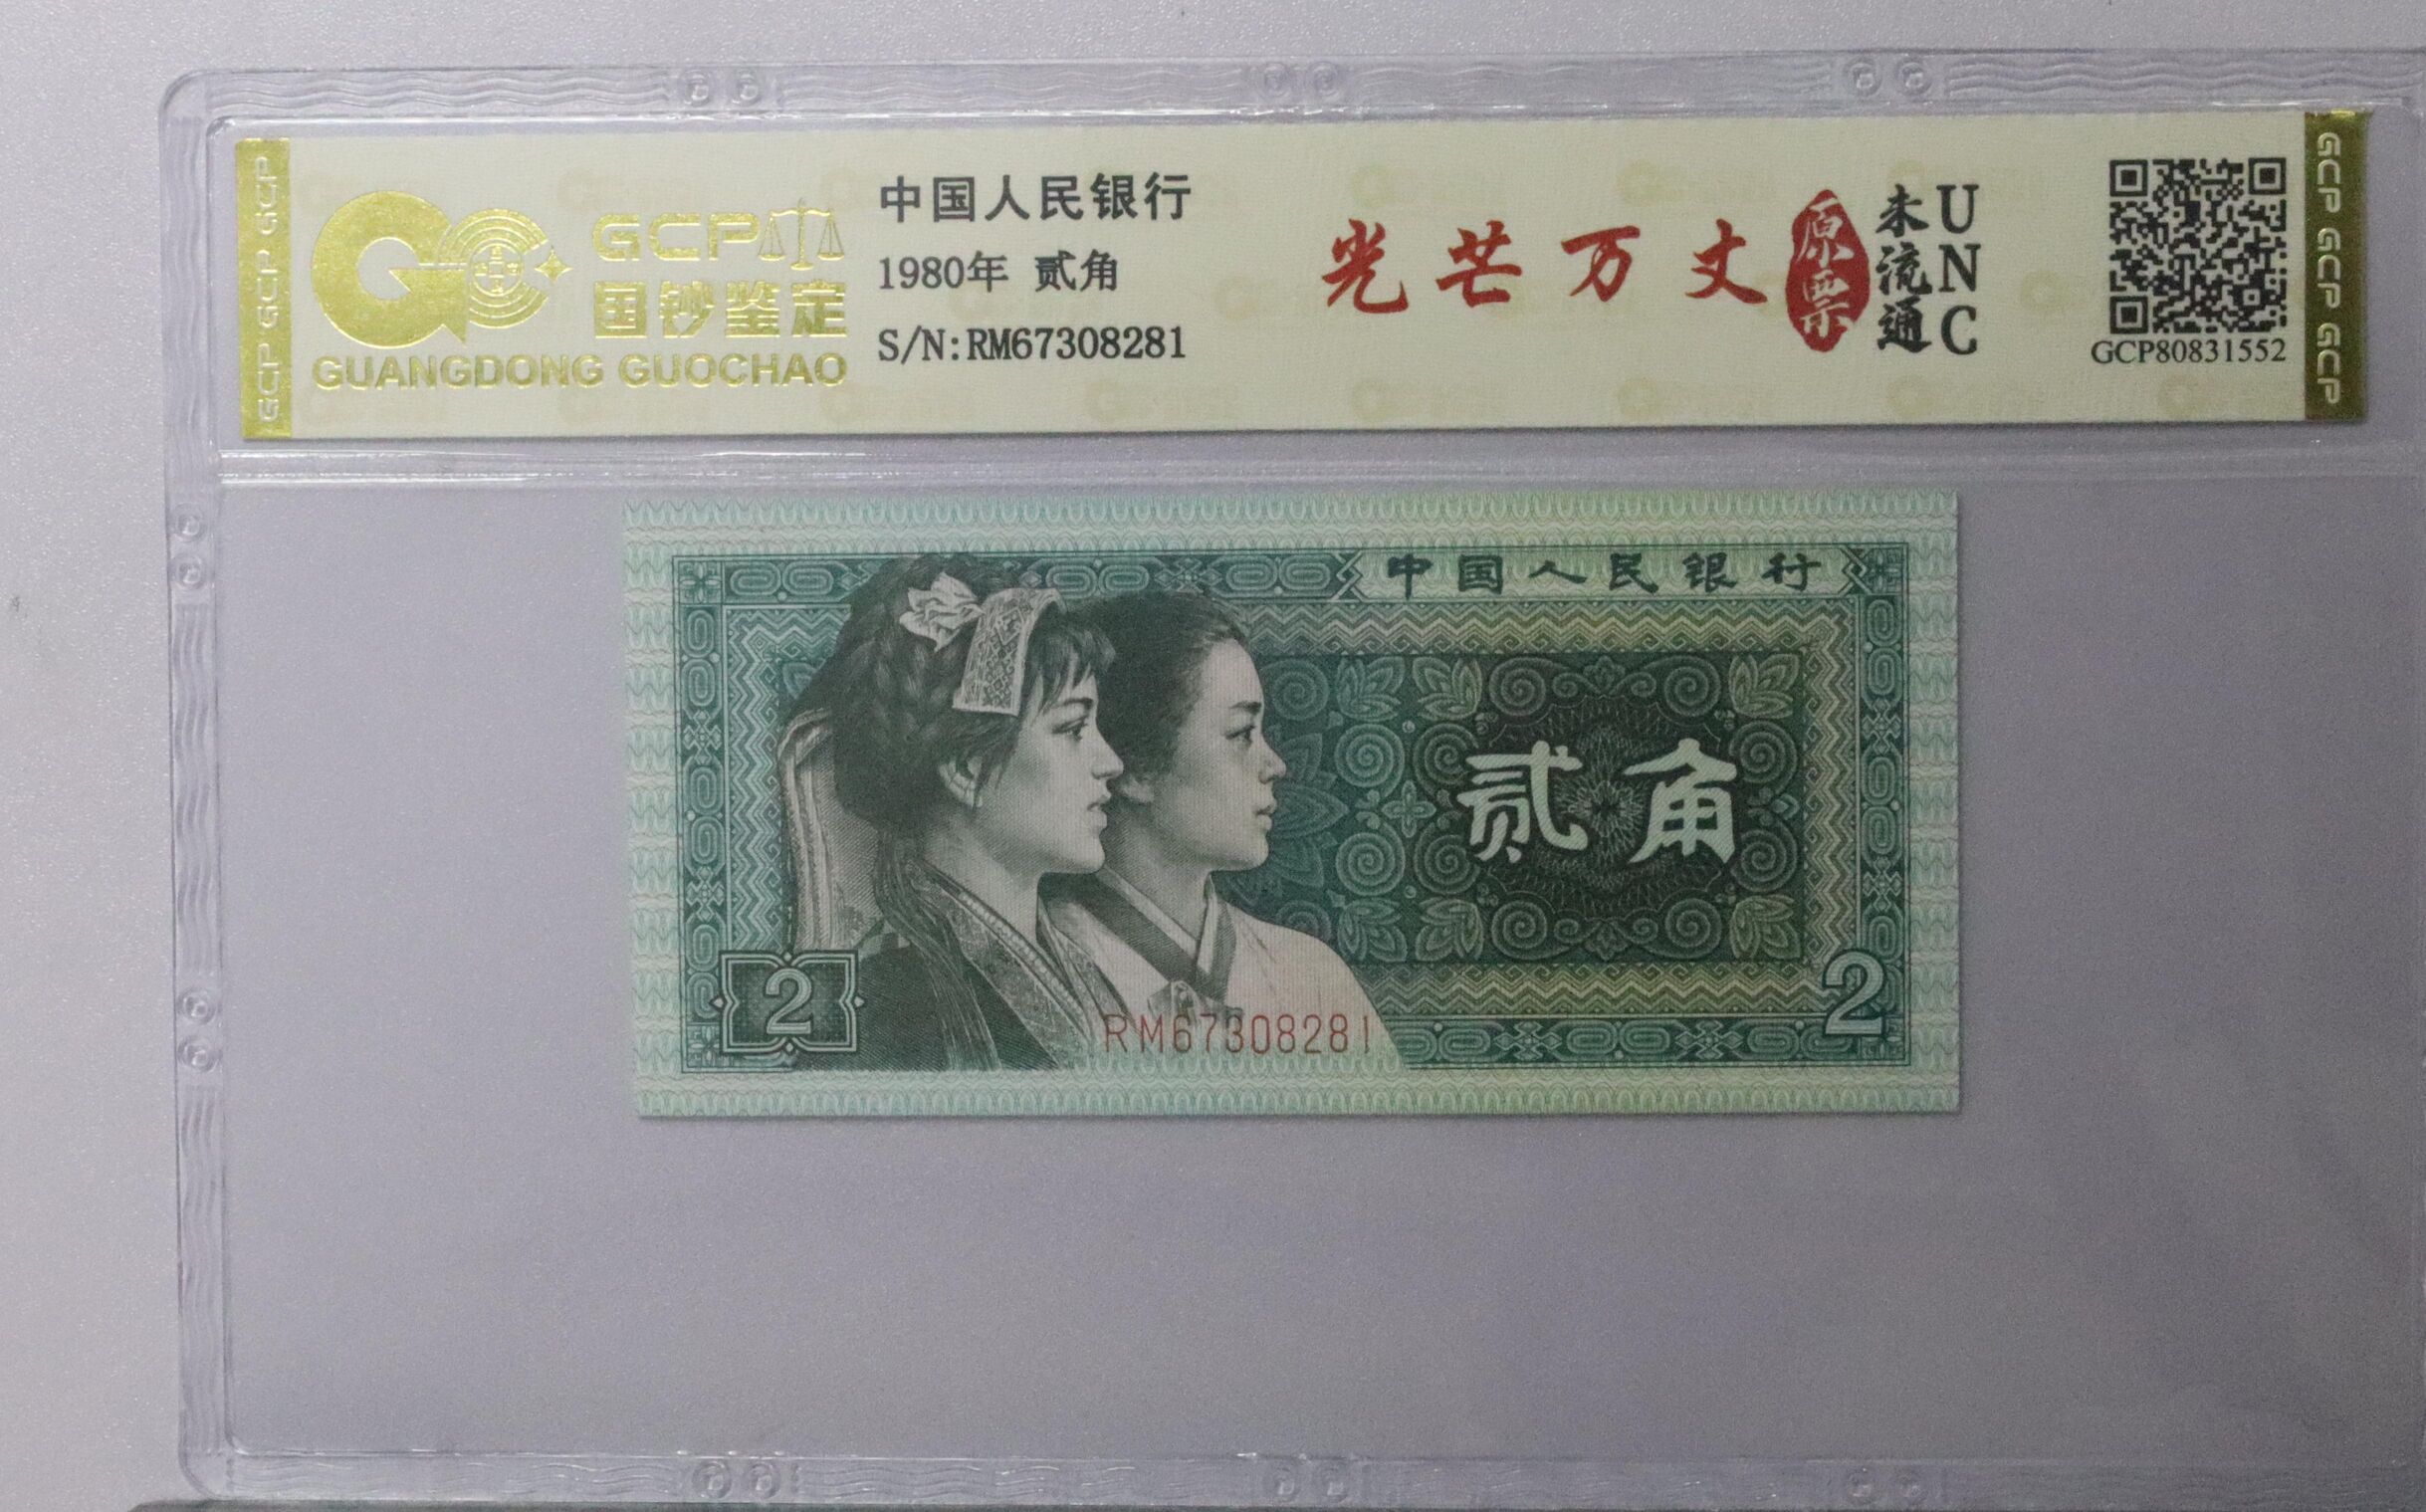 GCP GCP GCP
GCP
国钞鉴定
GUANGDONG GUOCHAO
中国人民银行
1980年 贰角
S/N:RM67308281
光芒万丈
原票
未流通
UNC
GCP80831552
GCP GCP GCP
中国人民银行
贰角
2
RM67308281
2